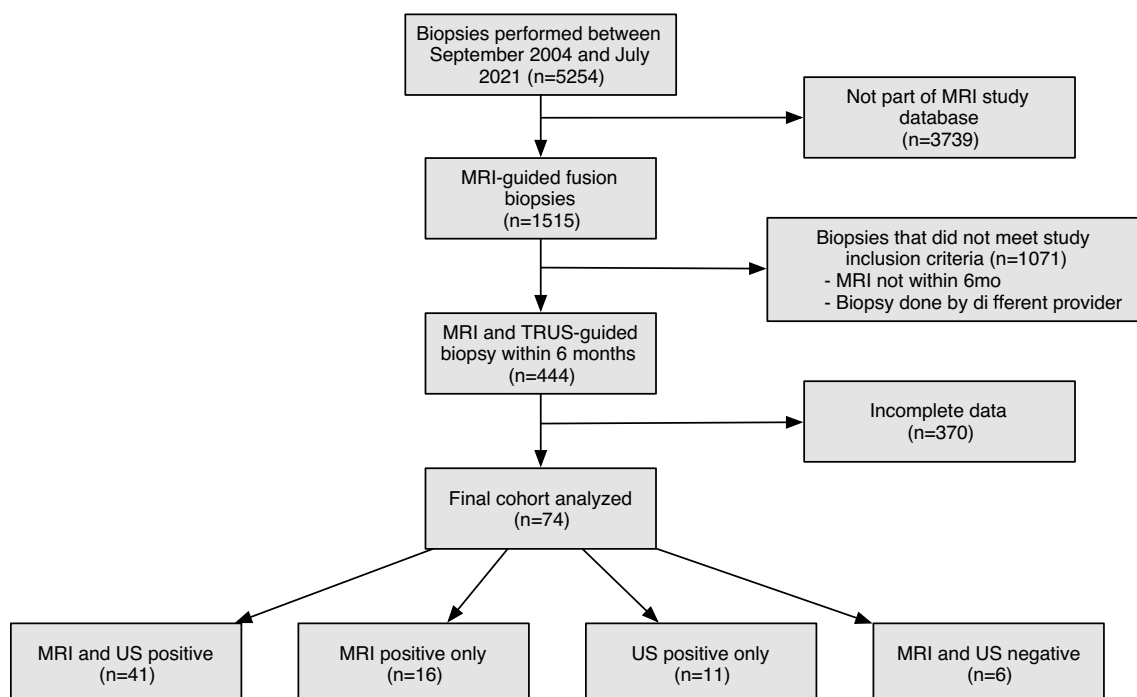 Biopsies performed between
September 2004 and July
2021 (n=5254)
Not part of MRI study
database
(n=3739)
MRI-guided fusion
biopsies
(n=1515)
Biopsies that did not meet study
inclusion criteria (n=1071)
- MRI not within 6mo
- Biopsy done by di fferent provider
MRI and TRUS-guided
biopsy within 6 months
(n=444)
Incomplete data
(n=370)
Final cohort analyzed
(n=74)
MRI and US positive
(n=41)
MRI positive only
(n=16)
US positive only
(n=11)
MRI and US negative
(n=6)